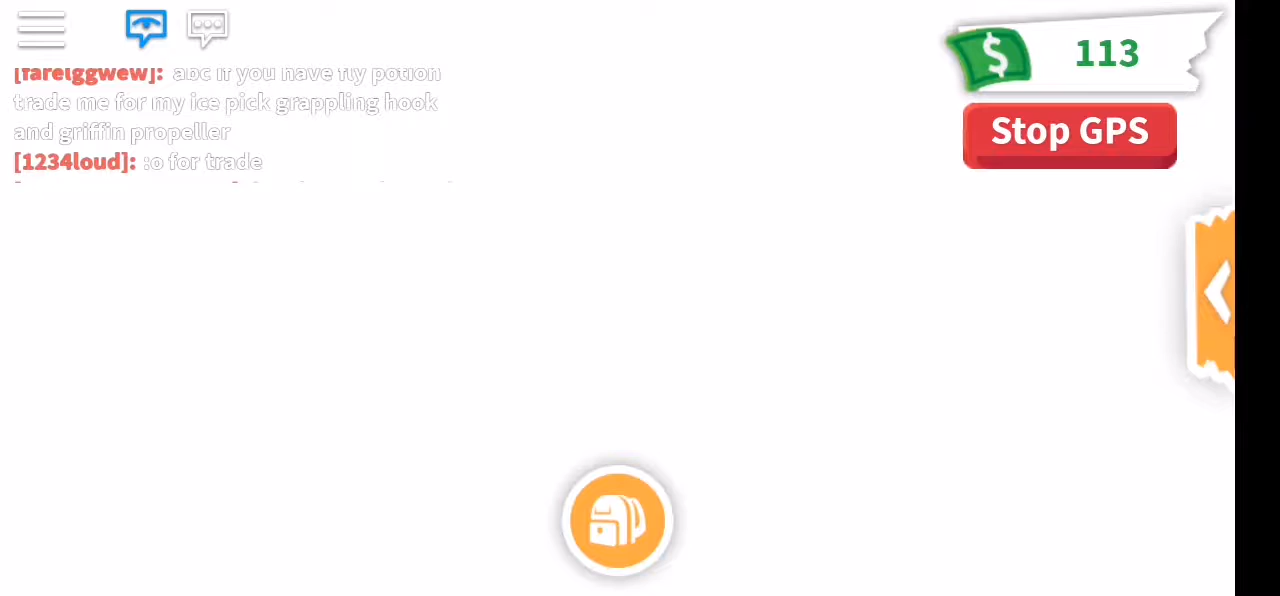 113
Stop GPS
[fareiggwew]: abc if you have fly potion
trade me for my ice pick grappling hook
and griffin propeller
[1234loud]: :o for trade